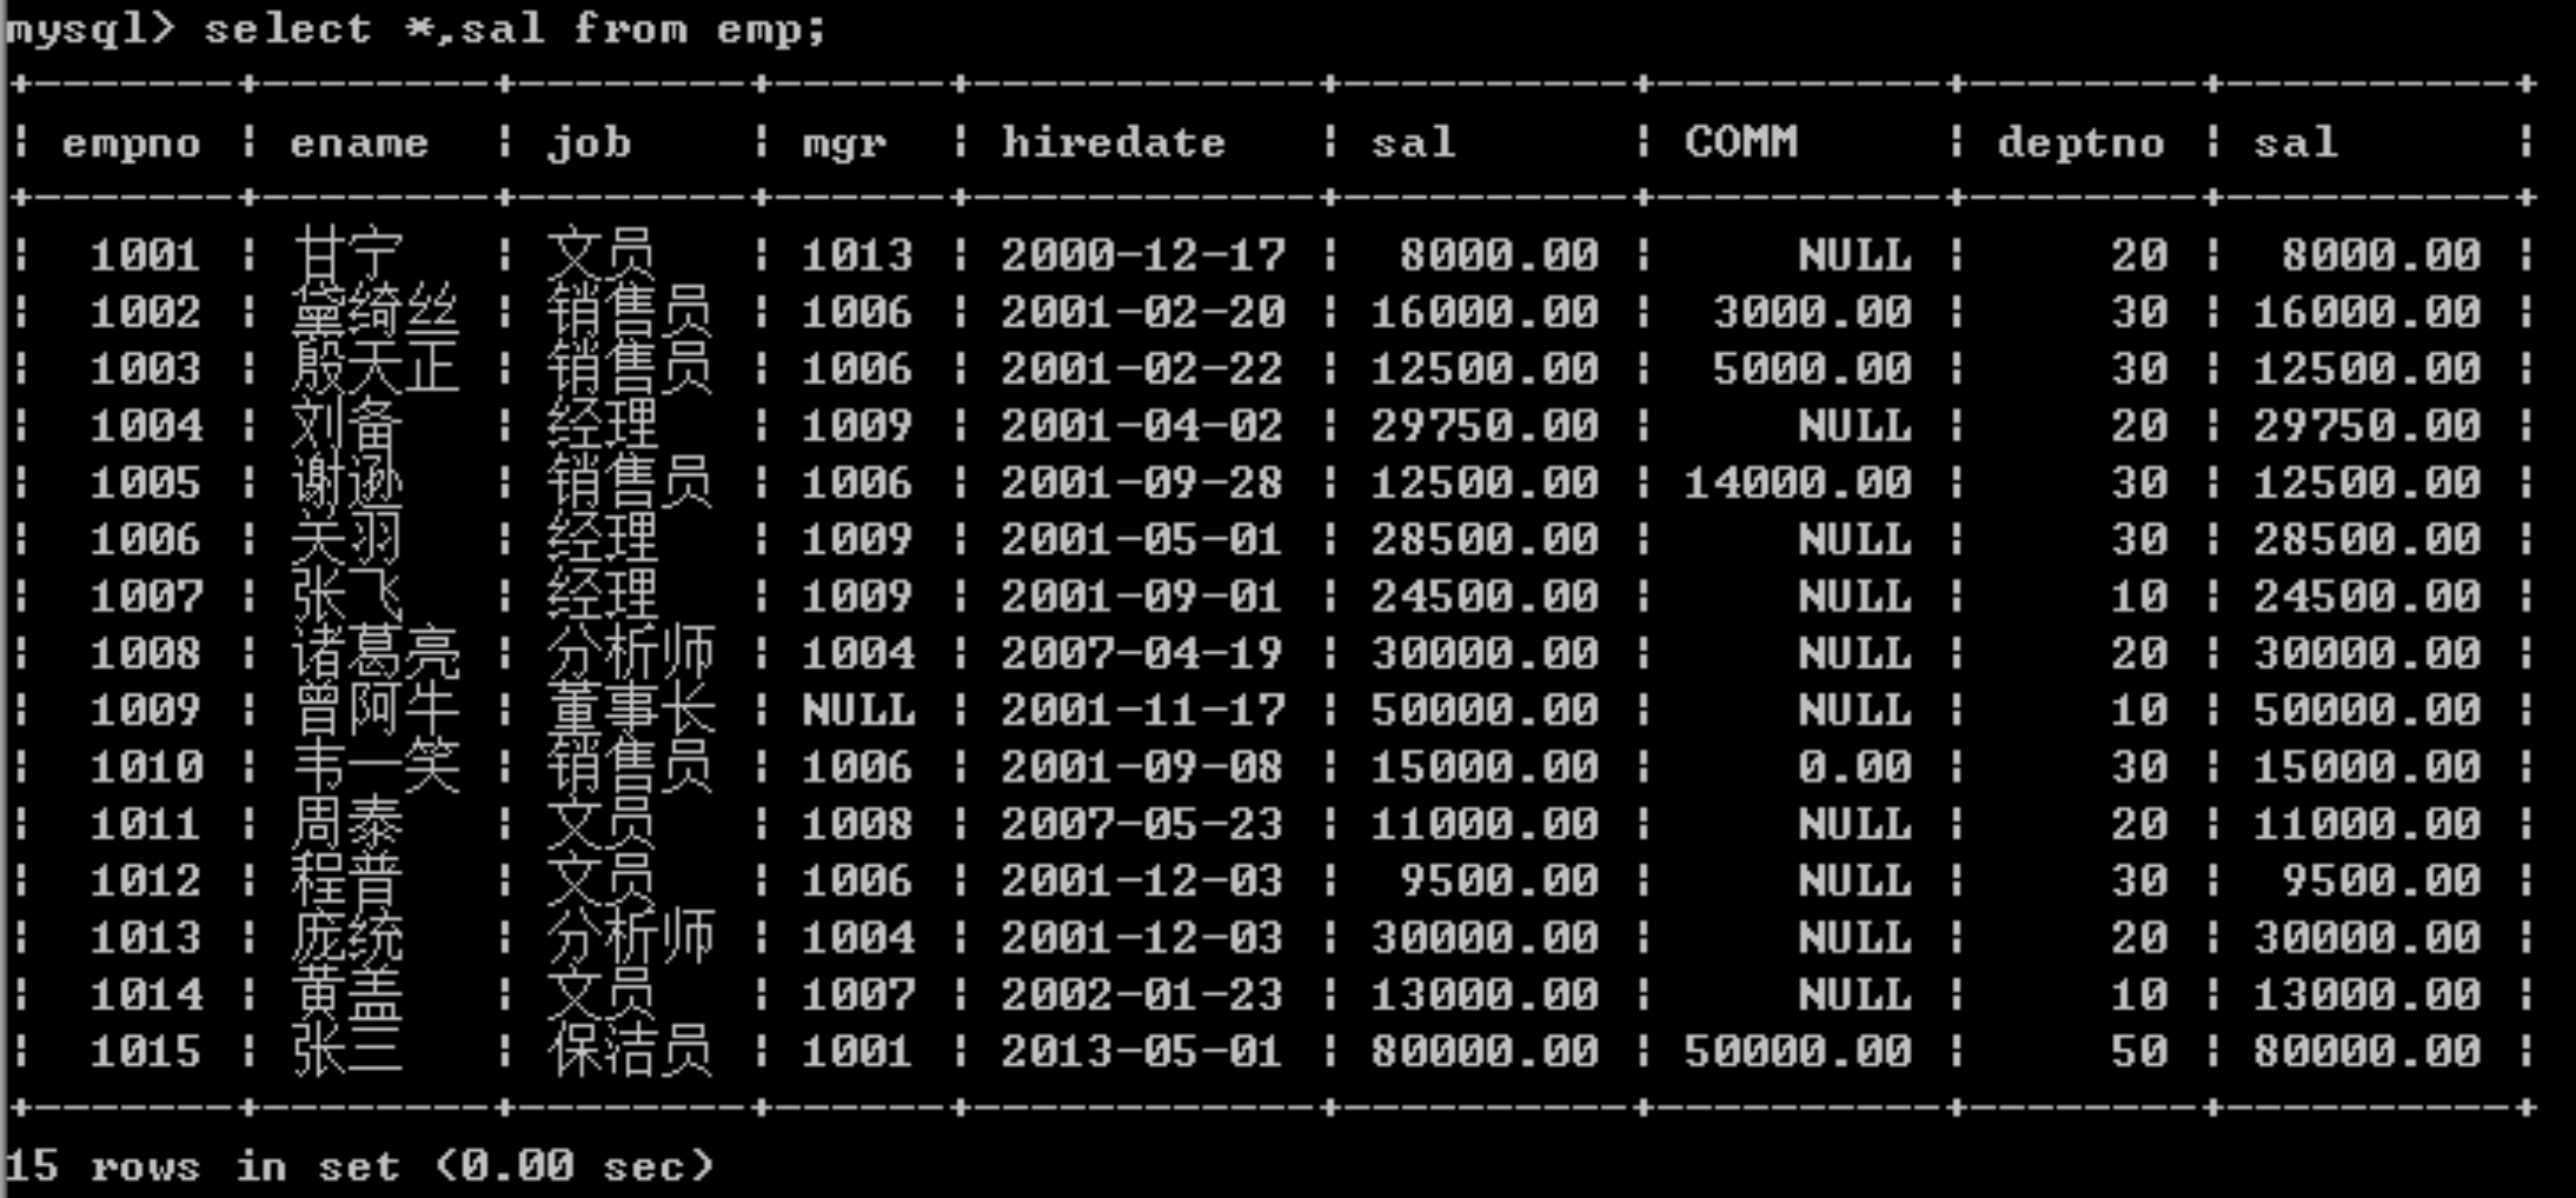 mysql> select *,sal from emp;
+-------+--------+--------+------+------------+----------+----------+--------+----------+
| empno | ename | job | mgr | hiredate | sal | COMM | deptno | sal |
+-------+--------+--------+------+------------+----------+----------+--------+----------+
| 1001 | 甘宁 | 文员 | 1013 | 2000-12-17 | 8000.00 | NULL | 20 | 8000.00 |
| 1002 | 黛绮丝 | 销售员 | 1006 | 2001-02-20 | 16000.00 | 3000.00 | 30 | 16000.00 |
| 1003 | 殷天正 | 销售员 | 1006 | 2001-02-22 | 12500.00 | 5000.00 | 30 | 12500.00 |
| 1004 | 刘备 | 经理 | 1009 | 2001-04-02 | 29750.00 | NULL | 20 | 29750.00 |
| 1005 | 谢逊 | 销售员 | 1006 | 2001-09-28 | 12500.00 | 14000.00 | 30 | 12500.00 |
| 1006 | 关羽 | 经理 | 1009 | 2001-05-01 | 28500.00 | NULL | 30 | 28500.00 |
| 1007 | 张飞 | 经理 | 1009 | 2001-09-01 | 24500.00 | NULL | 10 | 24500.00 |
| 1008 | 诸葛亮 | 分析师 | 1004 | 2007-04-19 | 30000.00 | NULL | 20 | 30000.00 |
| 1009 | 曾阿牛 | 董事长 | NULL | 2001-11-17 | 50000.00 | NULL | 10 | 50000.00 |
| 1010 | 韦一笑 | 销售员 | 1006 | 2001-09-08 | 15000.00 | 0.00 | 30 | 15000.00 |
| 1011 | 周泰 | 文员 | 1008 | 2007-05-23 | 11000.00 | NULL | 20 | 11000.00 |
| 1012 | 程普 | 文员 | 1006 | 2001-12-03 | 9500.00 | NULL | 30 | 9500.00 |
| 1013 | 庞统 | 分析师 | 1004 | 2001-12-03 | 30000.00 | NULL | 20 | 30000.00 |
| 1014 | 黄盖 | 文员 | 1007 | 2002-01-23 | 13000.00 | NULL | 10 | 13000.00 |
| 1015 | 张三 | 保洁员 | 1001 | 2013-05-01 | 80000.00 | 50000.00 | 50 | 80000.00 |
+-------+--------+--------+------+------------+----------+----------+--------+----------+
15 rows in set (0.00 sec)